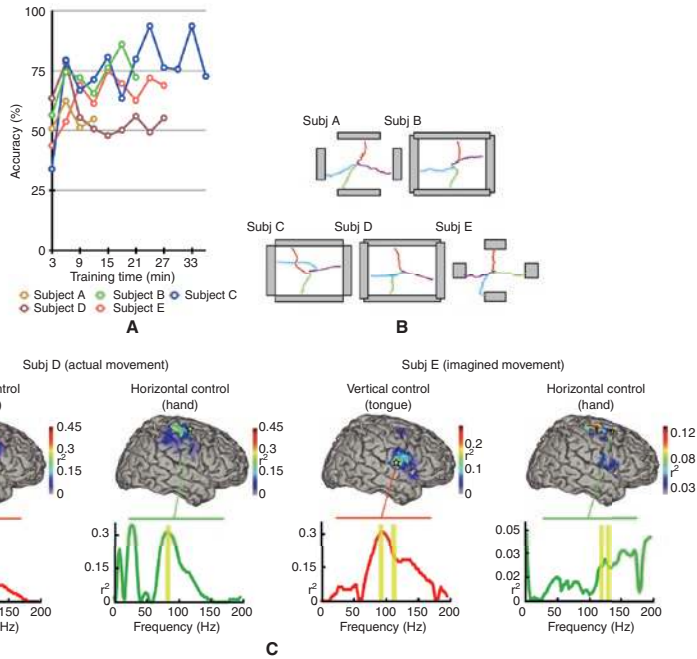 100
75
50
25
0
Accuracy (%)
3 9 15 21 27 33
Training time (min)
Subject A Subject B Subject C
Subject D Subject E
A
Subj A Subj B
Subj C Subj D Subj E
B
Subj D (actual movement) Subj E (imagined movement)
Horizontal control
(hand)
Vertical control
(tongue)
Horizontal control
(hand)
0.45
0.3
r²
0.15
0
0.45
0.3
r²
0.15
0
0.2
r²
0.1
0
0.12
0.08
r²
0.03
150 200
Hz)
0.3
0.15
r²
0
0 50 100 150 200
Frequency (Hz)
0.3
0.15
r²
0
0 50 100 150 200
Frequency (Hz)
0.05
0.03
0.02
r²
0
0 50 100 150 200
Frequency (Hz)
C